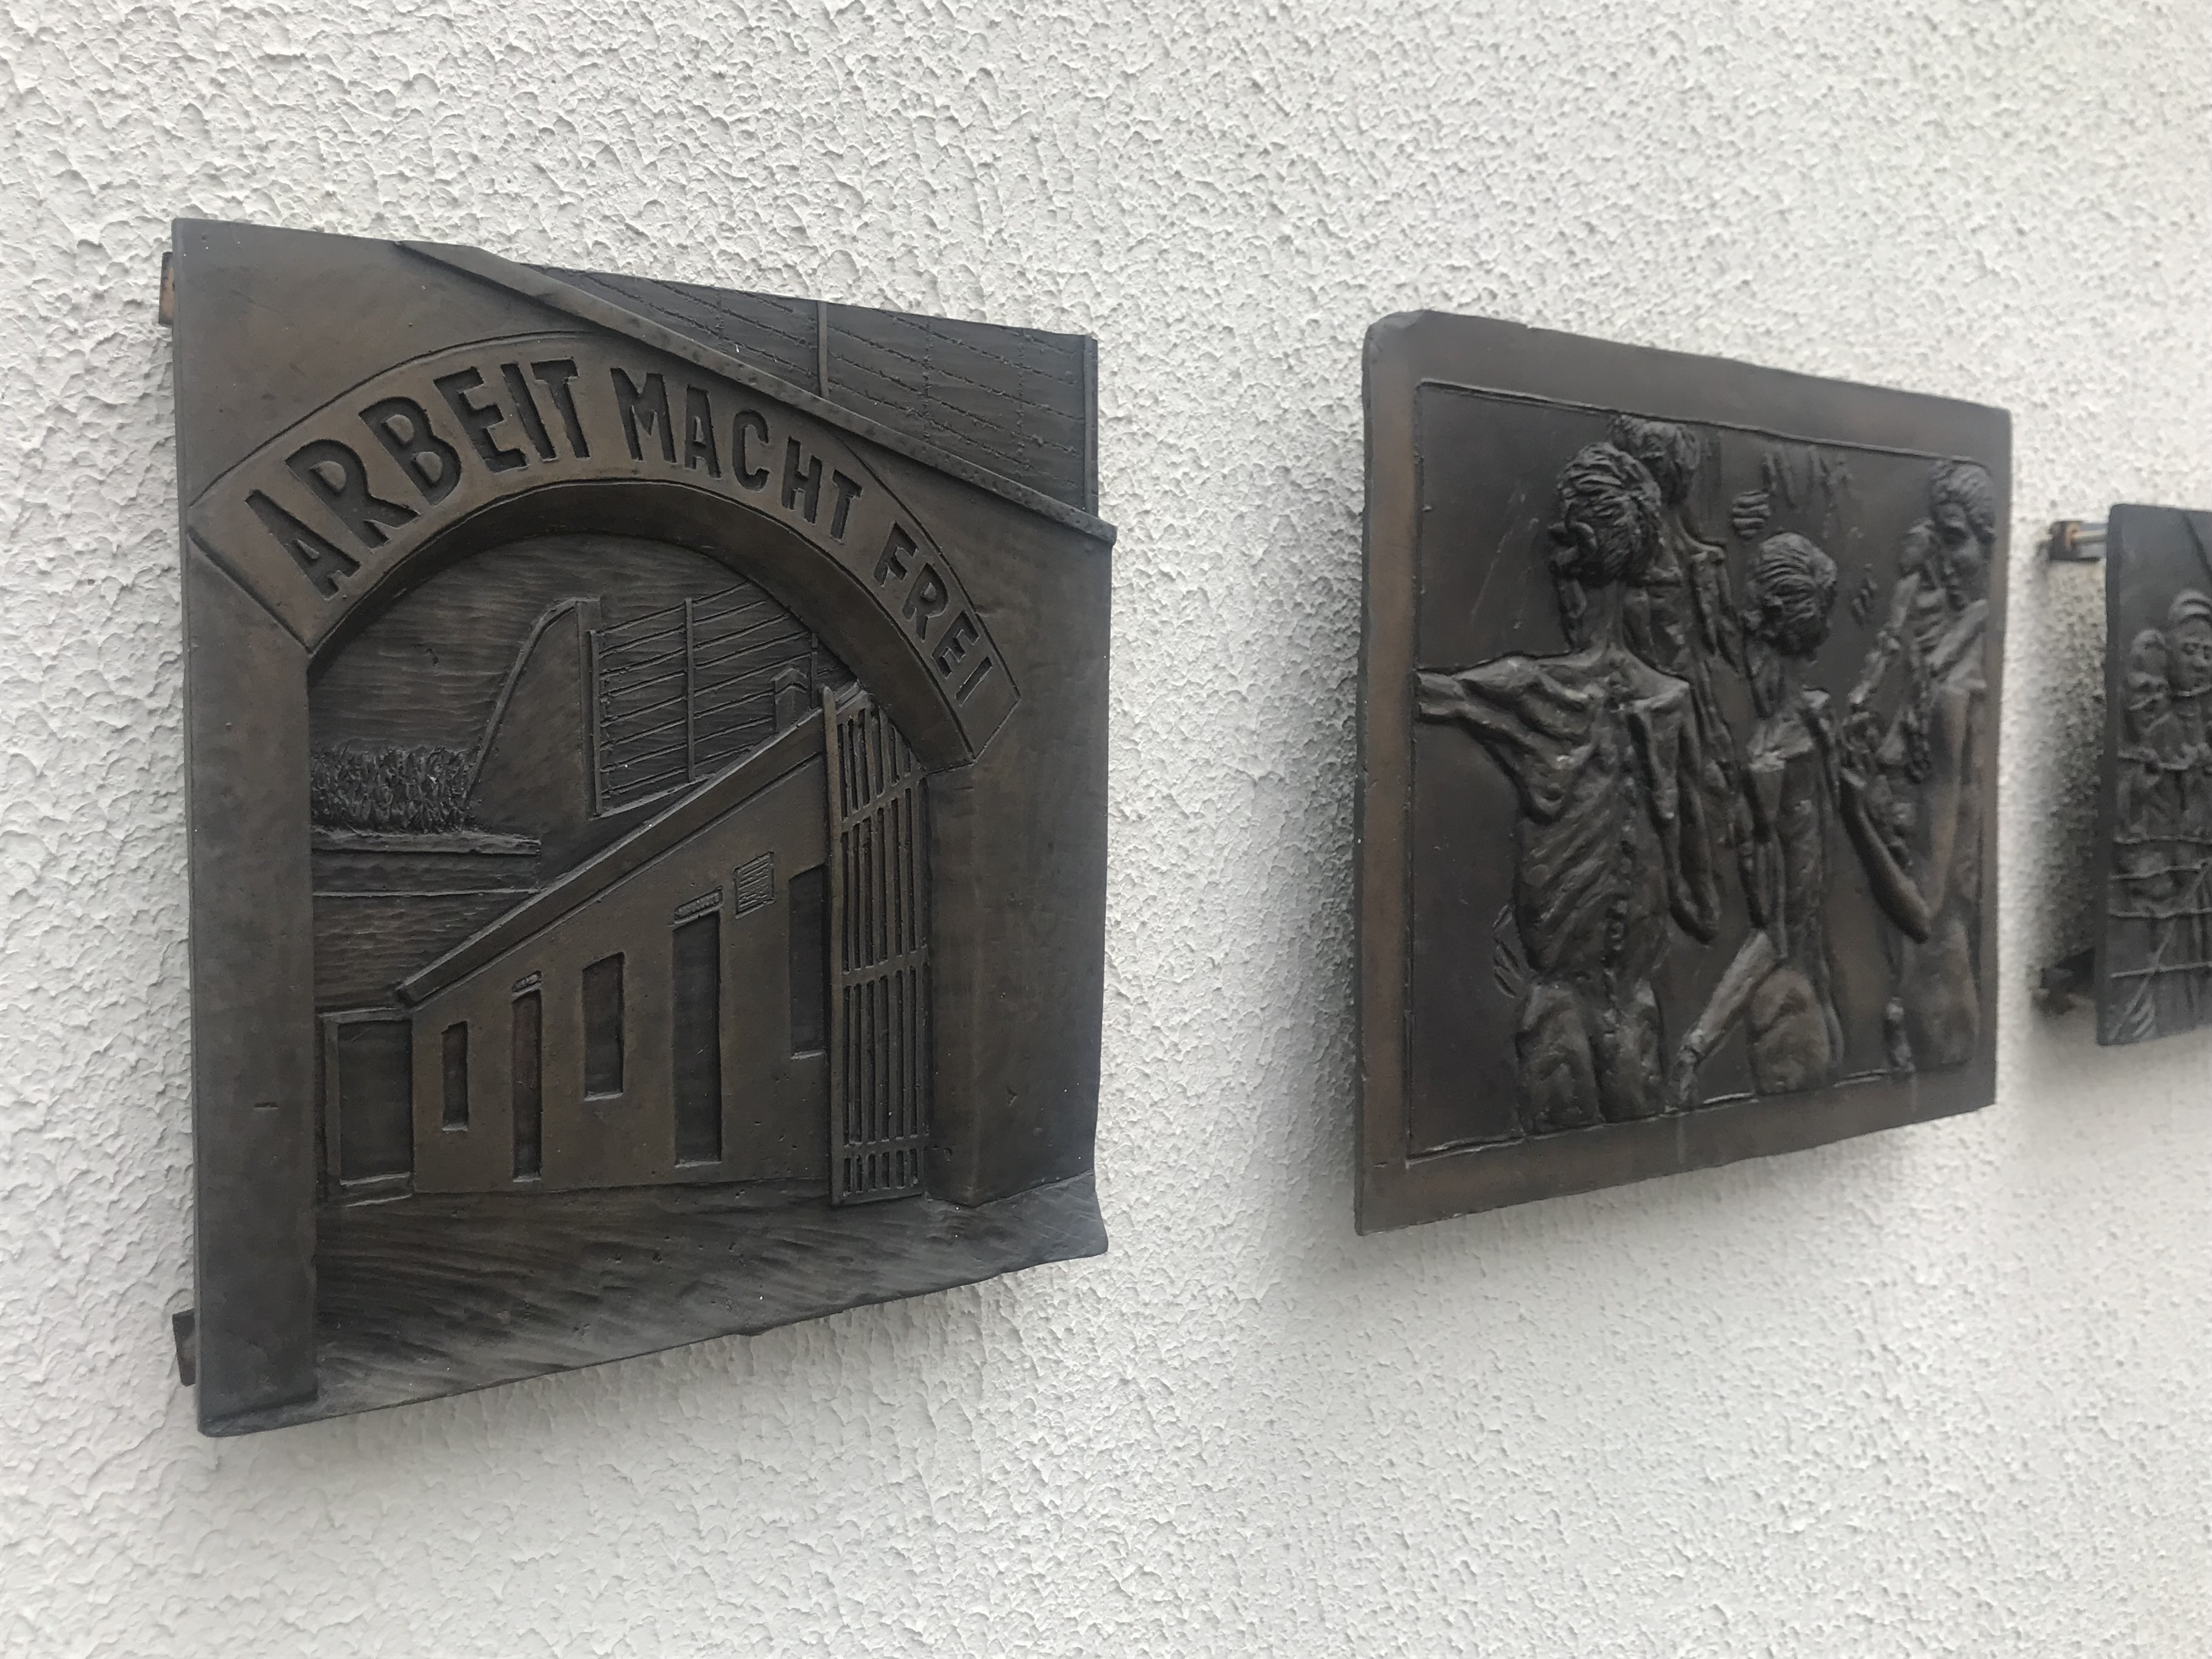 ARBEIT MACHT FREI